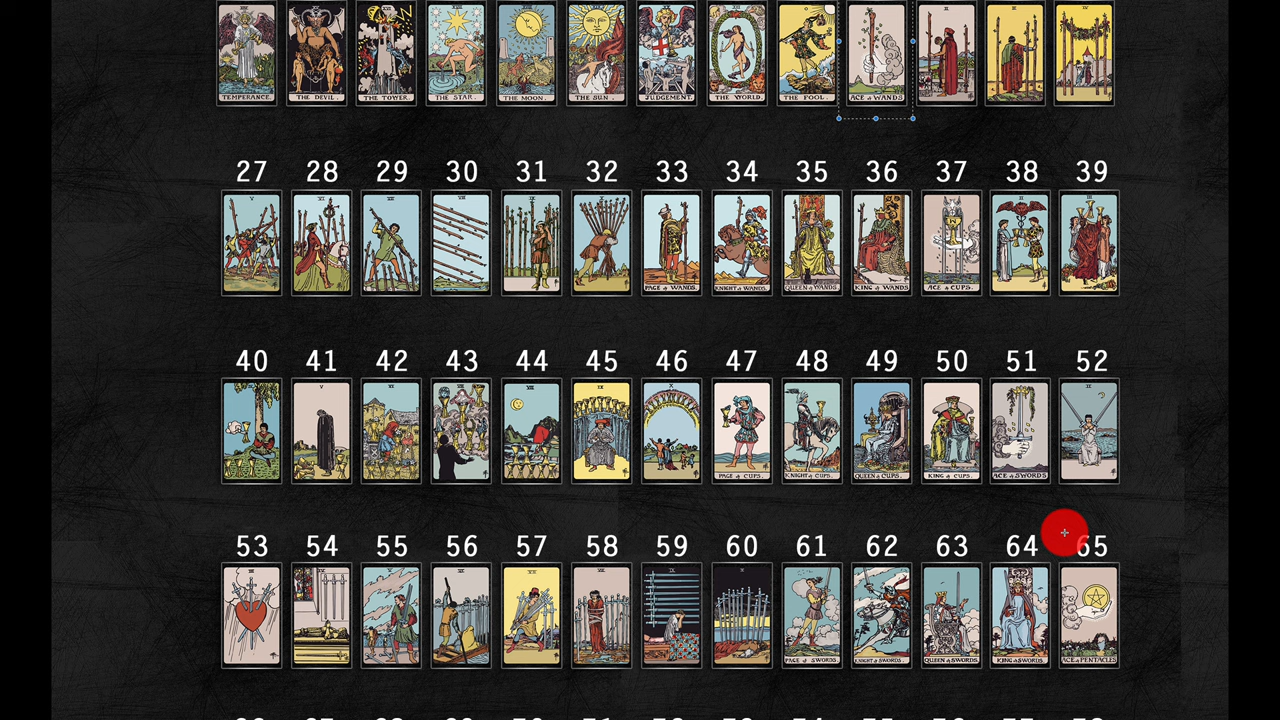 TEMPERANCE. THE DEVIL. THE TOWER. THE STAR. THE MOON. THE SUN. JUDGEMENT. THE WORLD. THE FOOL. ACE of WANDS
27 28 29 30 31 32 33 34 35 36 37 38 39
PAGE of WANDS. KNIGHT of WANDS. QUEEN of WANDS. KING of WANDS. ACE of CUPS.
40 41 42 43 44 45 46 47 48 49 50 51 52
PAGE of CUPS. KNIGHT of CUPS. QUEEN of CUPS. KING of CUPS. ACE of SWORDS.
53 54 55 56 57 58 59 60 61 62 63 64 65
PAGE of SWORDS. KNIGHT of SWORDS. QUEEN of SWORDS. KING of SWORDS. ACE of PENTACLES